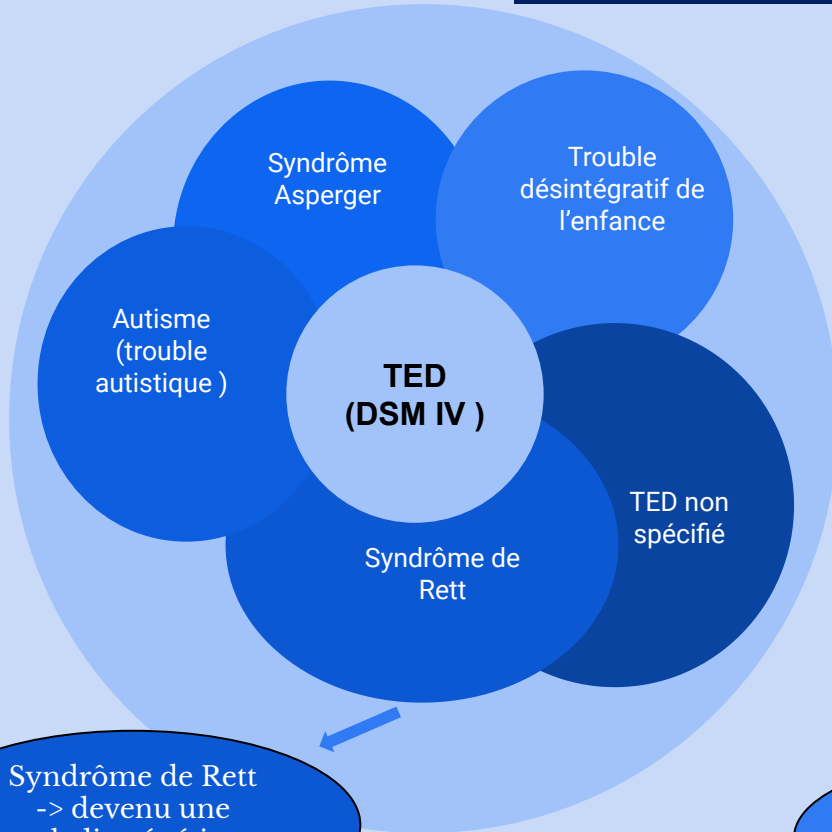 Syndrôme
Asperger
Trouble
désintégratif de
l'enfance
Autisme
(trouble
autistique )
TED
(DSM IV )
TED non
spécifié
Syndrôme de
Rett
Syndrôme de Rett
-> devenu une